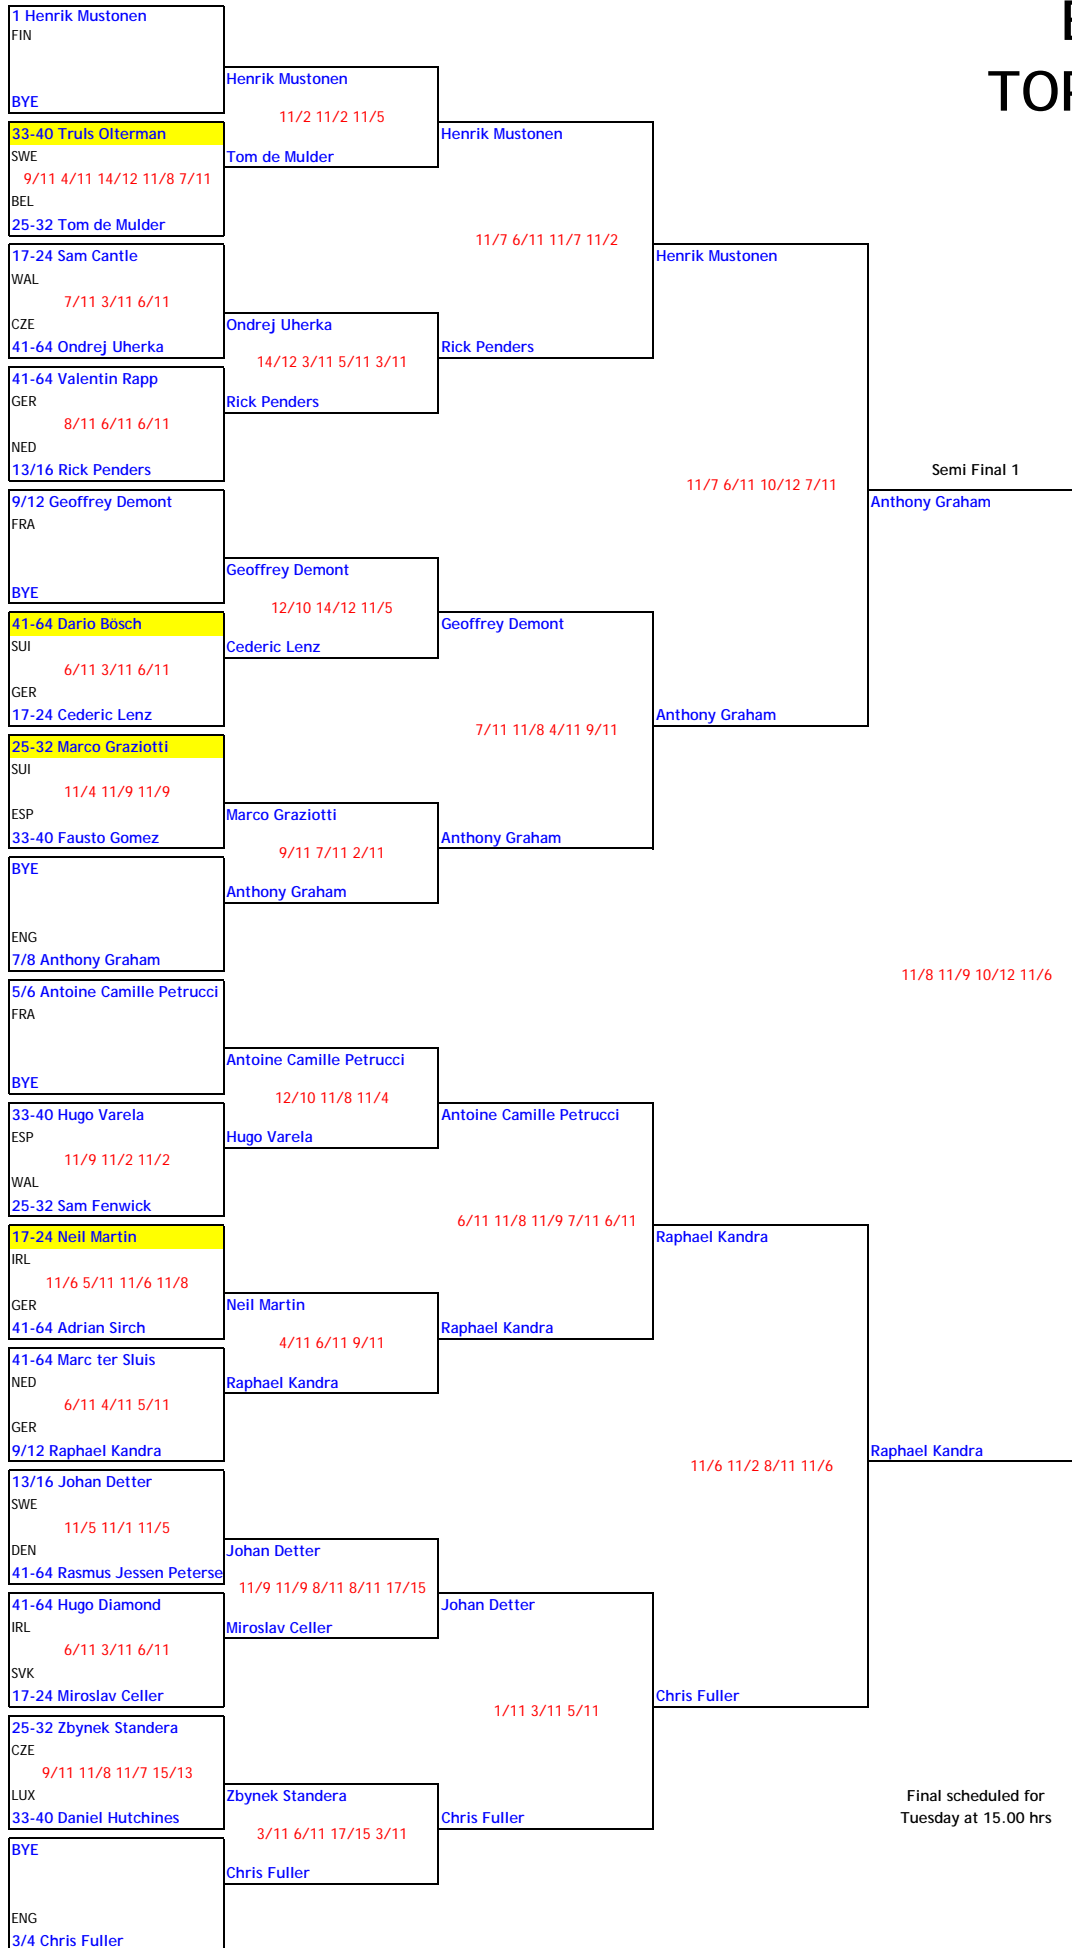 1 Henrik Mustonen
FIN
BYE
33-40 Truls Olterman
SWE
9/11 4/11 14/12 11/8 7/11
BEL
25-32 Tom de Mulder
17-24 Sam Cantle
WAL
7/11 3/11 6/11
CZE
41-64 Ondrej Uherka
41-64 Valentin Rapp
GER
8/11 6/11 6/11
NED
13/16 Rick Penders
9/12 Geoffrey Demont
FRA
BYE
41-64 Dario Bösch
SUI
6/11 3/11 6/11
GER
17-24 Cederic Lenz
25-32 Marco Graziotti
SUI
11/4 11/9 11/9
ESP
33-40 Fausto Gomez
BYE
ENG
7/8 Anthony Graham
5/6 Antoine Camille Petrucci
FRA
BYE
33-40 Hugo Varela
ESP
11/9 11/2 11/2
WAL
25-32 Sam Fenwick
17-24 Neil Martin
IRL
11/6 5/11 11/6 11/8
GER
41-64 Adrian Sirch
41-64 Marc ter Sluis
NED
6/11 4/11 5/11
GER
9/12 Raphael Kandra
13/16 Johan Detter
SWE
11/5 11/1 11/5
DEN
41-64 Rasmus Jessen Peterse
41-64 Hugo Diamond
IRL
6/11 3/11 6/11
SVK
17-24 Miroslav Celler
25-32 Zbynek Standera
CZE
9/11 11/8 11/7 15/13
LUX
33-40 Daniel Hutchines
BYE
ENG
3/4 Chris Fuller
Henrik Mustonen
11/2 11/2 11/5
Tom de Mulder
Ondrej Uherka
14/12 3/11 5/11 3/11
Rick Penders
Geoffrey Demont
12/10 14/12 11/5
Cederic Lenz
Marco Graziotti
9/11 7/11 2/11
Anthony Graham
Antoine Camille Petrucci
12/10 11/8 11/4
Hugo Varela
Neil Martin
4/11 6/11 9/11
Raphael Kandra
Johan Detter
11/9 11/9 8/11 8/11 17/15
Miroslav Celler
Zbynek Standera
3/11 6/11 17/15 3/11
Chris Fuller
Henrik Mustonen
11/7 6/11 11/7 11/2
Rick Penders
Geoffrey Demont
7/11 11/8 4/11 9/11
Anthony Graham
Antoine Camille Petrucci
6/11 11/8 11/9 7/11 6/11
Raphael Kandra
Johan Detter
1/11 3/11 5/11
Chris Fuller
Henrik Mustonen
11/7 6/11 10/12 7/11
Anthony Graham
Raphael Kandra
11/6 11/2 8/11 11/6
Chris Fuller
Semi Final 1
Anthony Graham
11/8 11/9 10/12 11/6
Raphael Kandra
Final scheduled for
Tuesday at 15.00 hrs